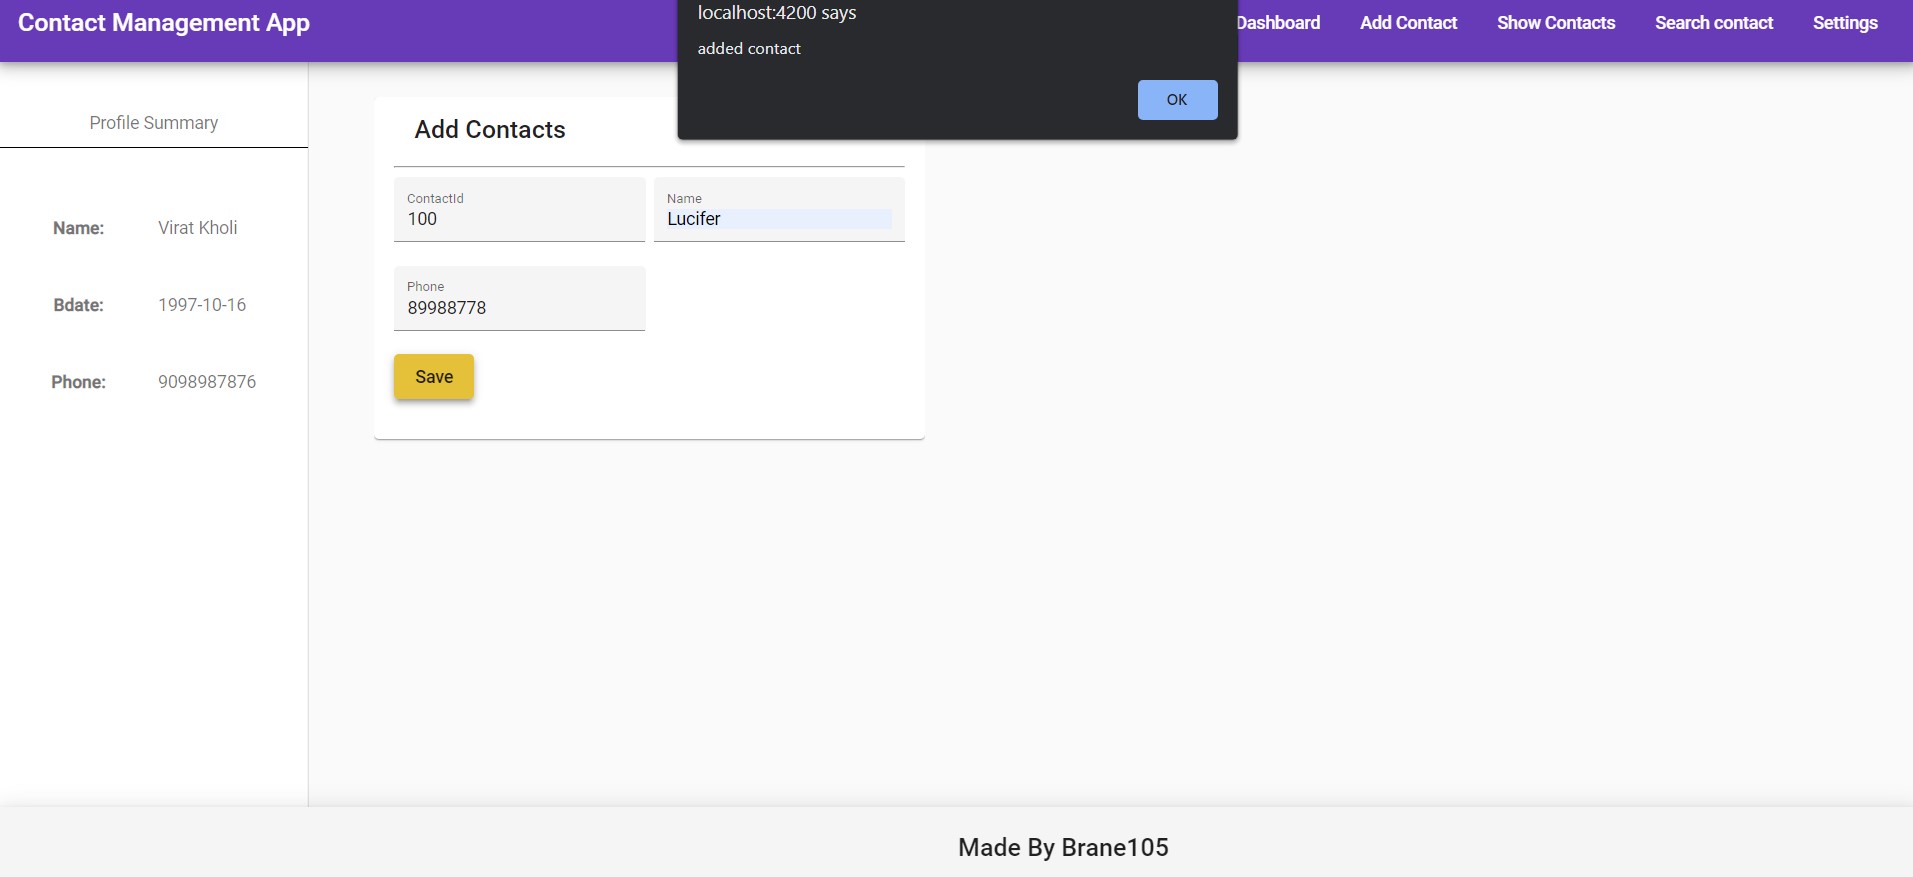 Contact Management App
localhost:4200 says
added contact
OK
Dashboard Add Contact Show Contacts Search contact Settings
Profile Summary
Name: Virat Kholi
Bdate: 1997-10-16
Phone: 9098987876
Add Contacts
ContactId
100
Name
Lucifer
Phone
89988778
Save
Made By Brane105